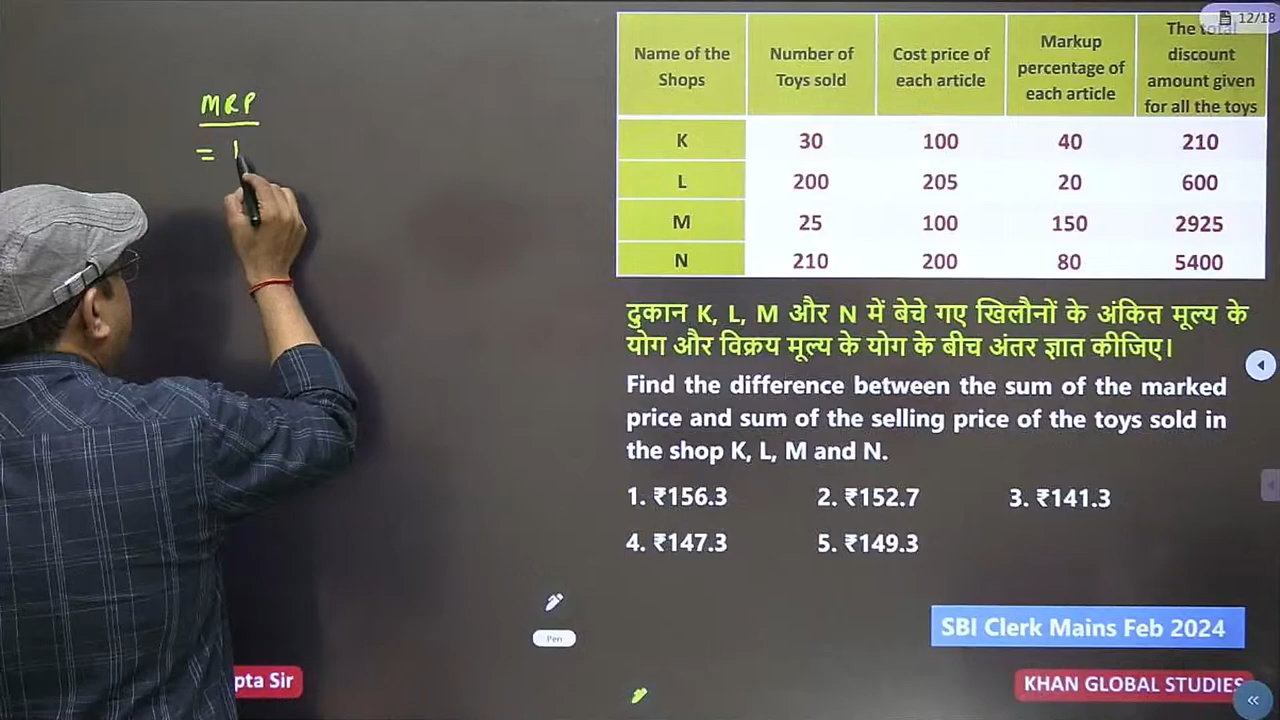 12/18
MRP
= 1
Name of the Shops | Number of Toys sold | Cost price of each article | Markup percentage of each article | The total discount amount given for all the toys
K | 30 | 100 | 40 | 210
L | 200 | 205 | 20 | 600
M | 25 | 100 | 150 | 2925
N | 210 | 200 | 80 | 5400
दुकान K, L, M और N में बेचे गए खिलौनों के अंकित मूल्य के
योग और विक्रय मूल्य के योग के बीच अंतर ज्ञात कीजिए।
Find the difference between the sum of the marked
price and sum of the selling price of the toys sold in
the shop K, L, M and N.
1. ₹156.3 2. ₹152.7 3. ₹141.3
4. ₹147.3 5. ₹149.3
Pen
SBI Clerk Mains Feb 2024
pta Sir
KHAN GLOBAL STUDIES